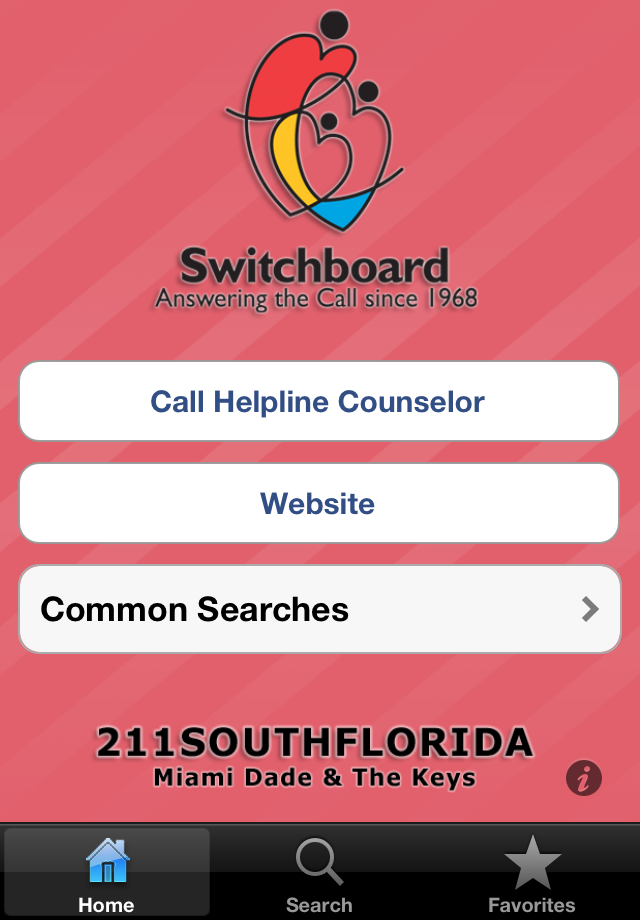 Switchboard
Answering the Call since 1968
Call Helpline Counselor
Website
Common Searches
211SOUTHFLORIDA
Miami Dade & The Keys
i
Home
Search
Favorites